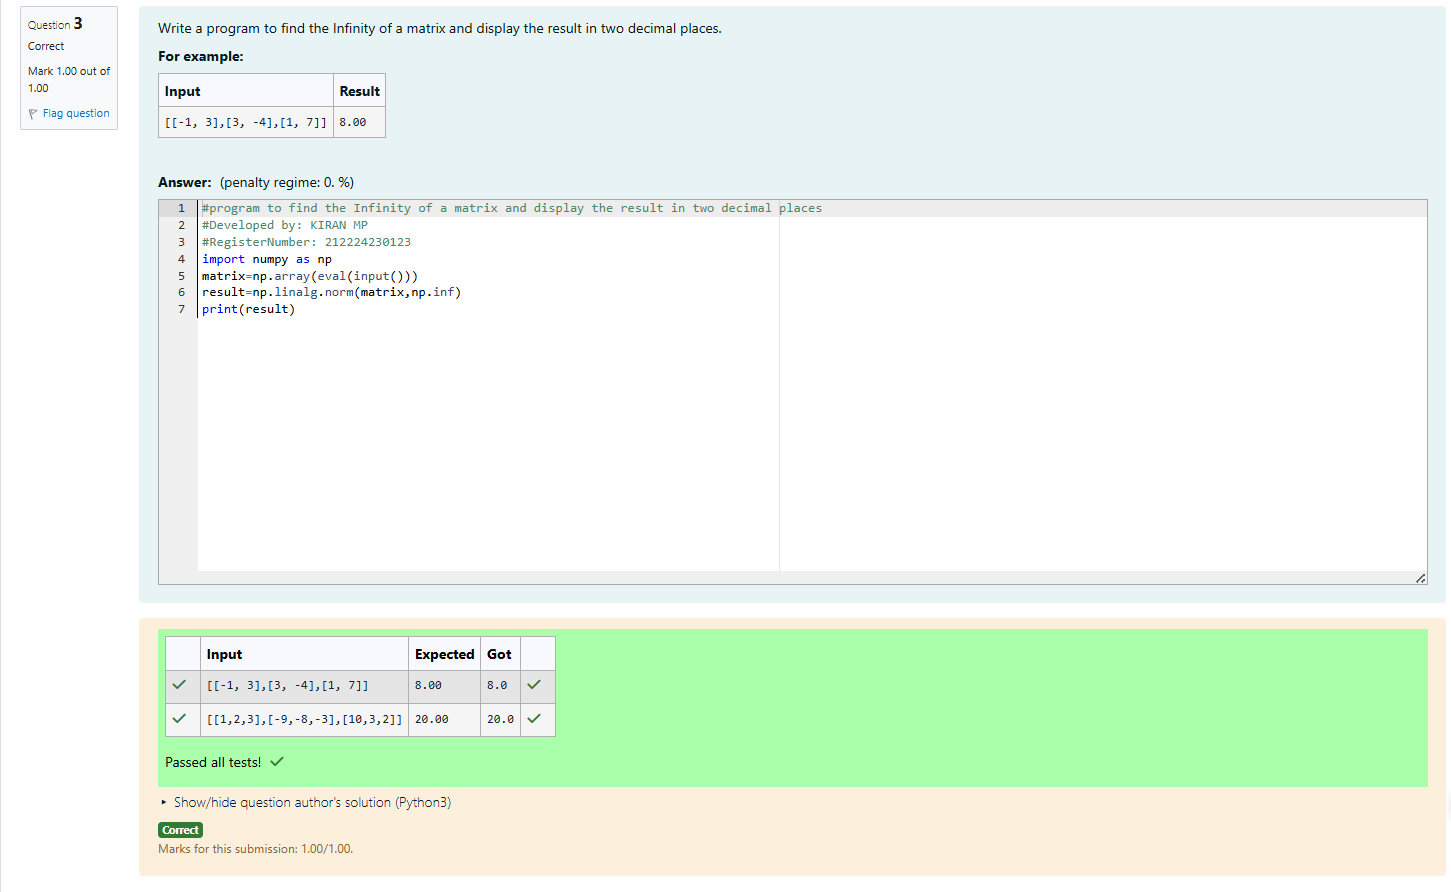 Question 3
Correct
Mark 1.00 out of
1.00
Flag question
Write a program to find the Infinity of a matrix and display the result in two decimal places.
For example:
Input Result
[[-1, 3],[3, -4],[1, 7]] 8.00
Answer: (penalty regime: 0. %)
1 #program to find the Infinity of a matrix and display the result in two decimal places
2 #Developed by: KIRAN MP
3 #RegisterNumber: 212224230123
4 import numpy as np
5 matrix=np.array(eval(input()))
6 result=np.linalg.norm(matrix,np.inf)
7 print(result)
Input Expected Got
[[-1, 3],[3, -4],[1, 7]] 8.00 8.0
[[1,2,3],[-9,-8,-3],[10,3,2]] 20.00 20.0
Passed all tests!
Show/hide question author's solution (Python3)
Correct
Marks for this submission: 1.00/1.00.